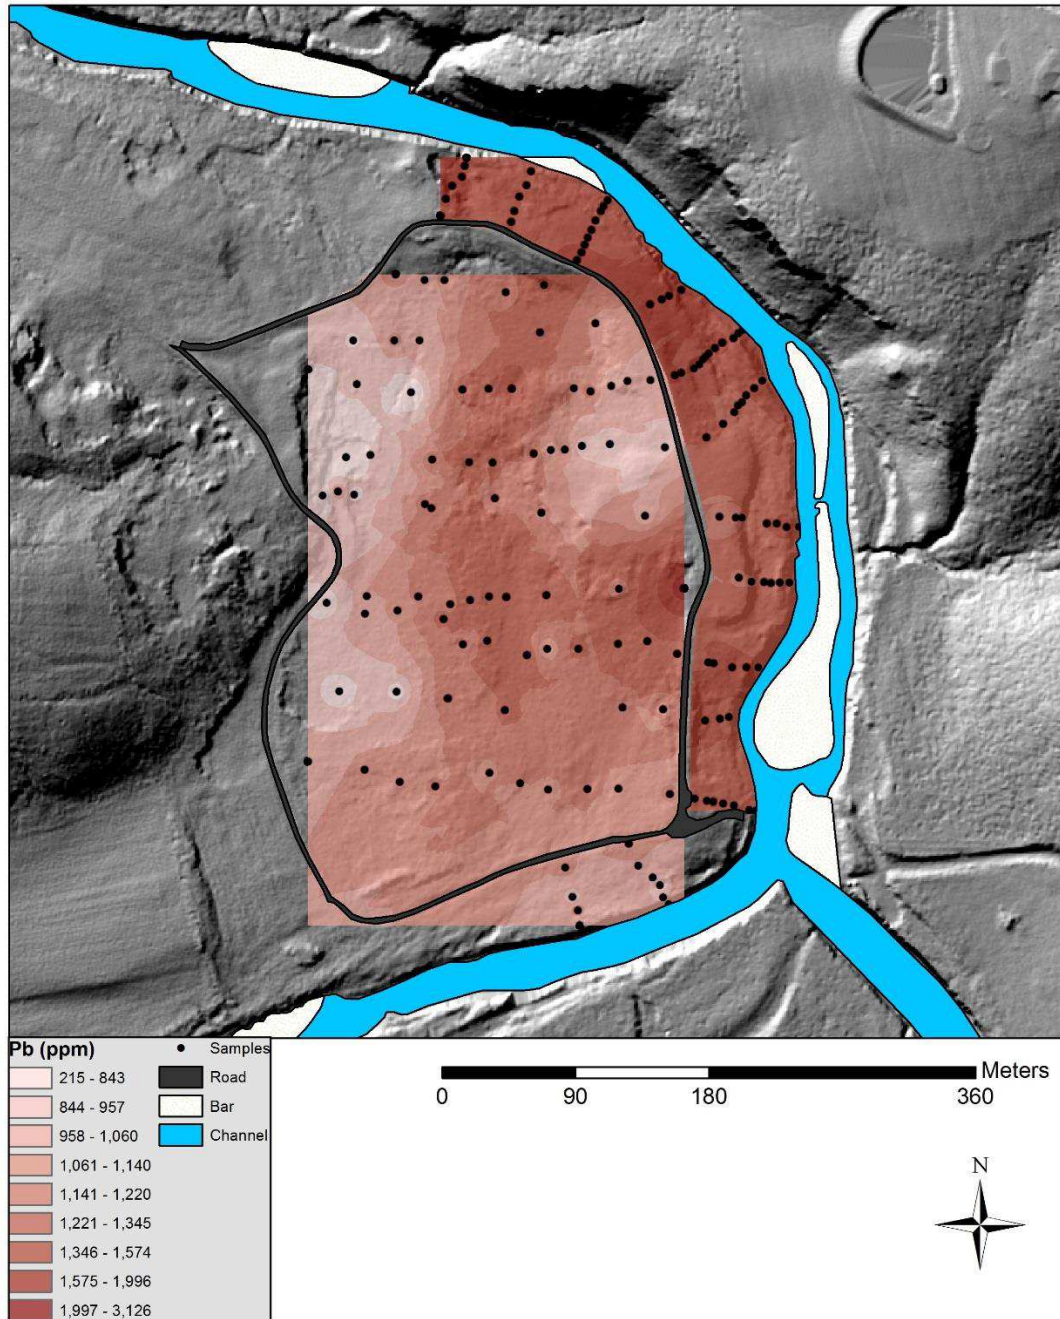 Pb (ppm)
215 - 843
844 - 957
958 - 1,060
1,061 - 1,140
1,141 - 1,220
1,221 - 1,345
1,346 - 1,574
1,575 - 1,996
1,997 - 3,126
Samples
Road
Bar
Channel
Meters
0 90 180 360
N